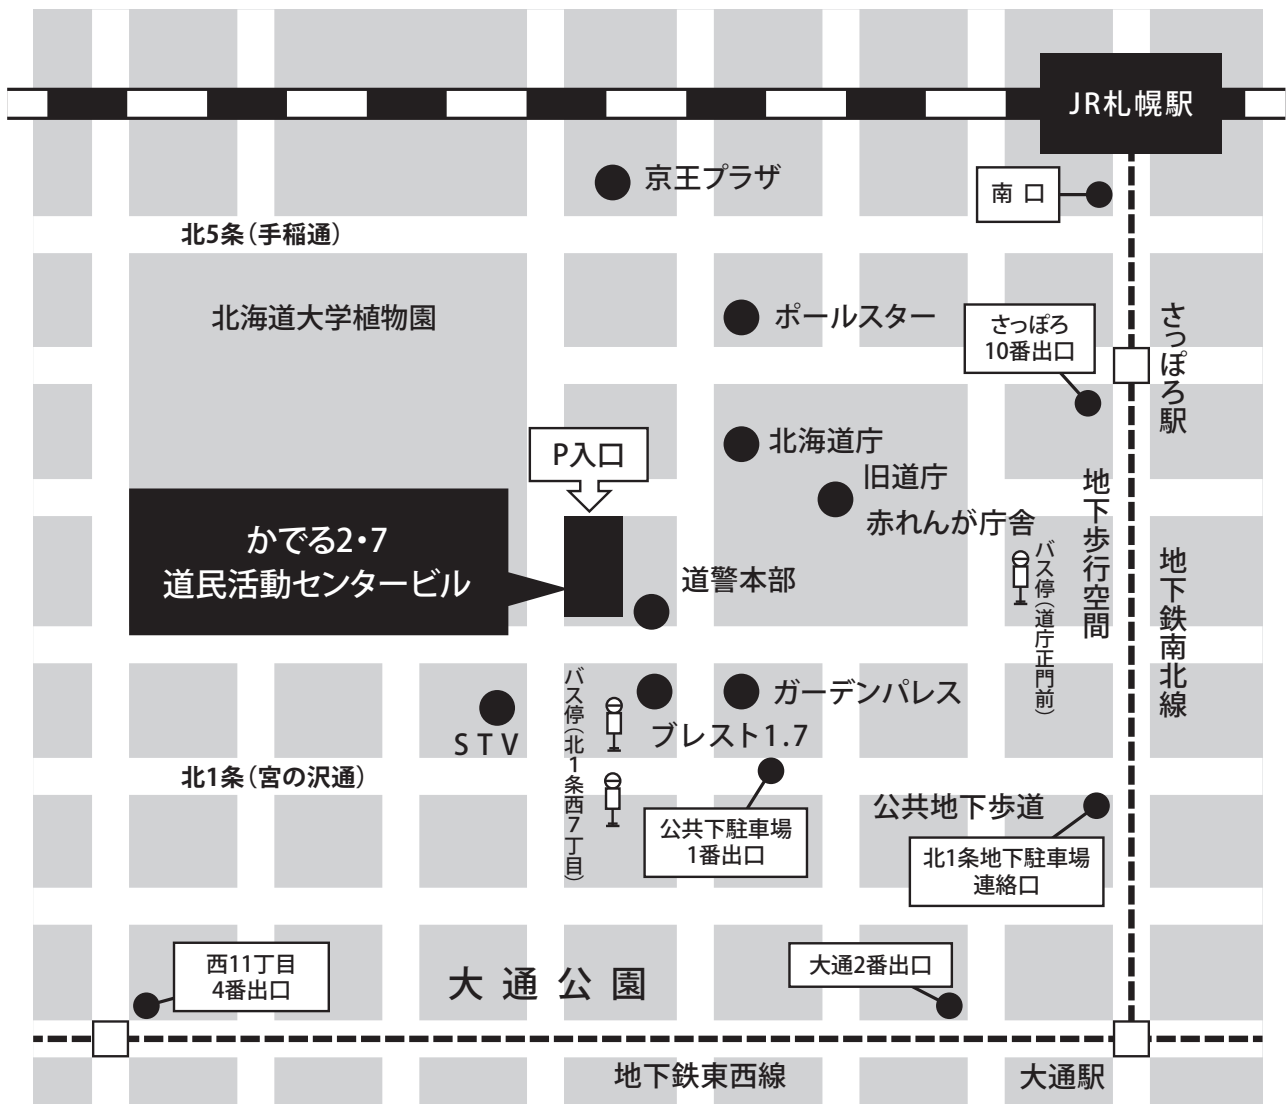 JR札幌駅
京王プラザ
南 口
北5条（手稲通）
北海道大学植物園
ポールスター
さっぽろ
10番出口
さっぽろ駅
P入口
北海道庁
旧道庁
赤れんが庁舎
かでる2・7
道民活動センタービル
道警本部
バス停（道庁正門前）
地下歩行空間
地下鉄南北線
STV
バス停（北1条西7丁目）
ブレスト1.7
ガーデンパレス
北1条（宮の沢通）
公共下駐車場
1番出口
公共地下歩道
北1条地下駐車場
連絡口
西11丁目
4番出口
大通公園
大通2番出口
地下鉄東西線
大通駅